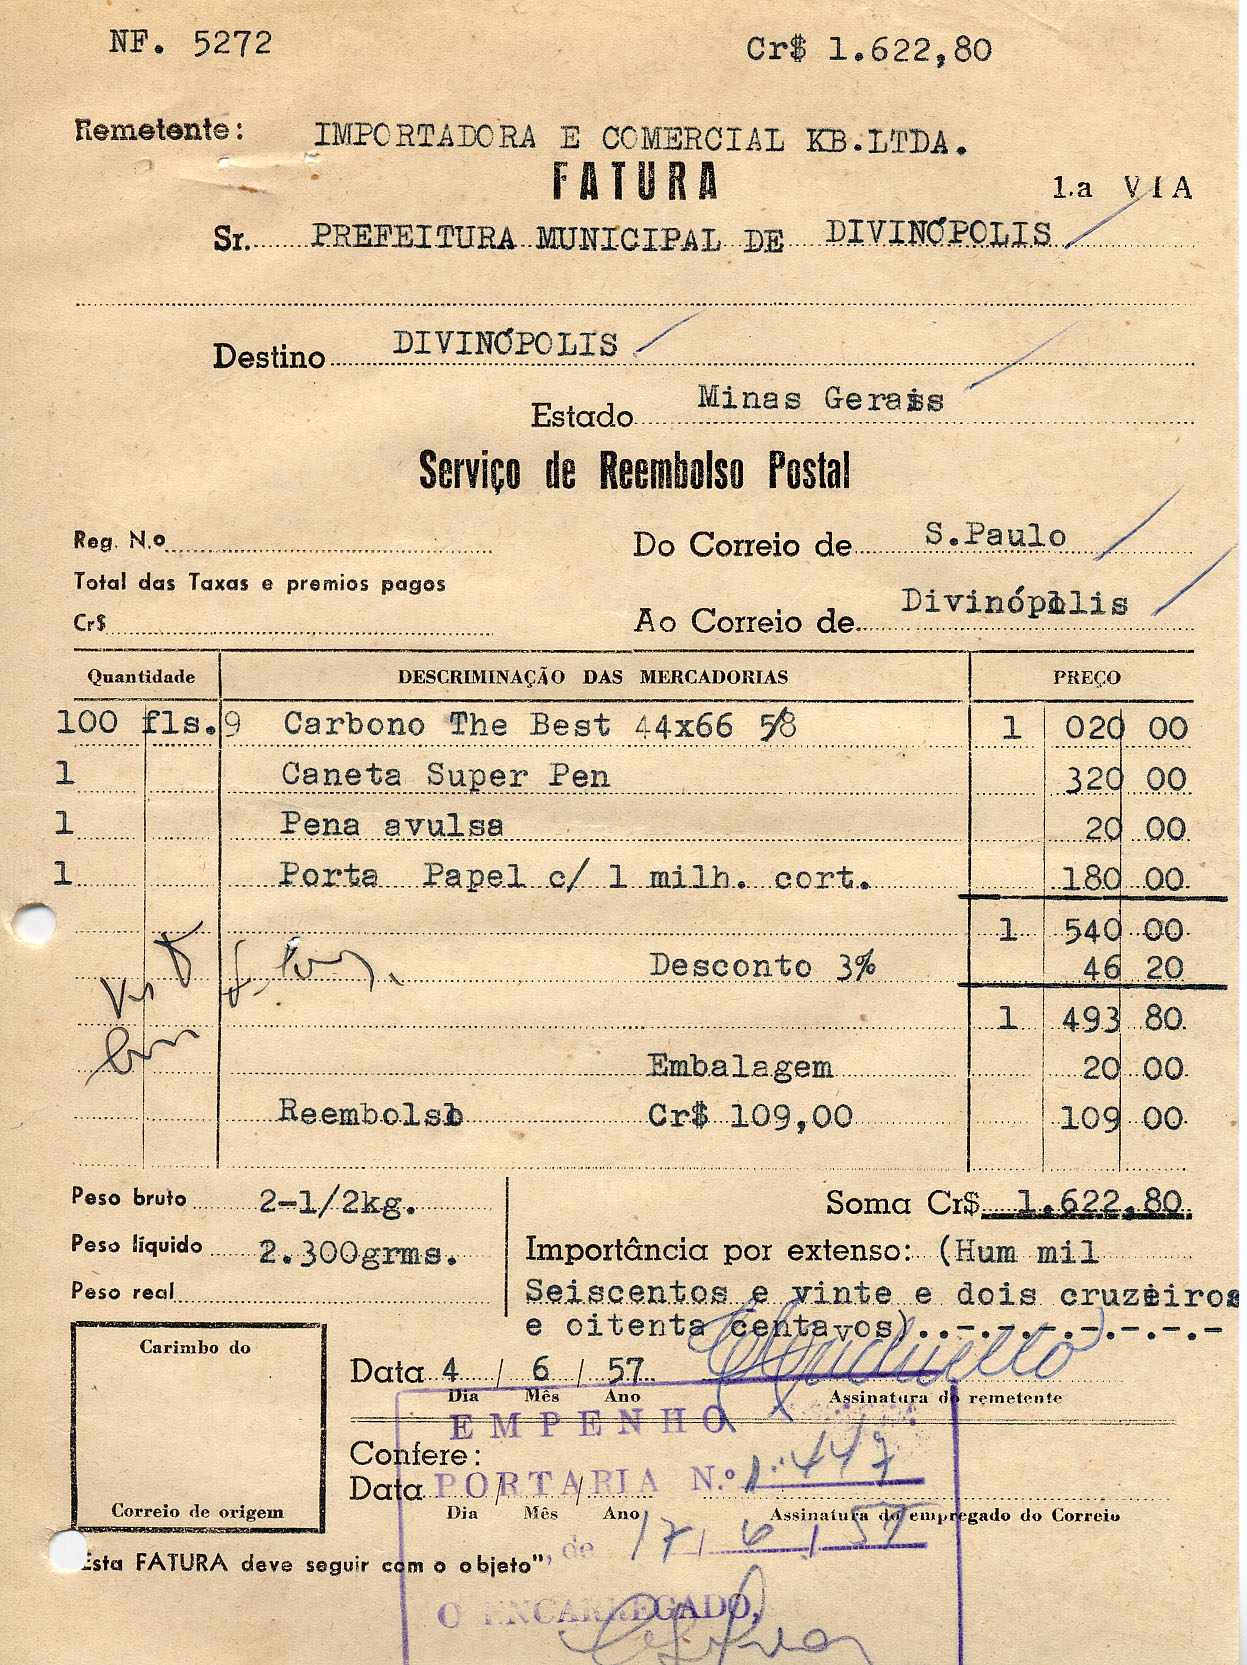 NF. 5272 Cr$ 1.622,80
Remetente: IMPORTADORA E COMERCIAL KB.LTDA.
FATURA 1.a VIA
Sr. PREFEITURA MUNICIPAL DE DIVINÓPOLIS
Destino DIVINÓPOLIS
Estado Minas Gerais
Serviço de Reembolso Postal
Reg. N.o Do Correio de S.Paulo
Total das Taxas e premios pagos
Cr$ Ao Correio de Divinópolis
Quantidade DESCRIMINAÇÃO DAS MERCADORIAS PREÇO
100 fls. 9 Carbono The Best 44x66 5/8 1 020 00
1 Caneta Super Pen 320 00
1 Pena avulsa 20 00
1 Porta Papel c/ 1 milh. cort. 180 00
1 540 00
Desconto 3% 46 20
1 493 80
Embalagem 20 00
Reembolso Cr$ 109,00 109 00
Peso bruto 2-1/2kg. Soma Cr$ 1.622,80.
Peso líquido 2.300grms. Importância por extenso: (Hum mil
Peso real Seiscentos e vinte e dois cruzeiros
e oitenta centavos)..-.-.-.-.-.-.-
Carimbo do
Data 4 / 6 / 57
Dia Mês Ano Assinatura do remetente
EMPENHO
Confere:
Data / /
PORTARIA N.º 1.447
Correio de origem Dia Mês Ano Assinatura do empregado do Correio
, de 17 / 6 / 57
Esta FATURA deve seguir com o objeto"
O ENCARREGADO,